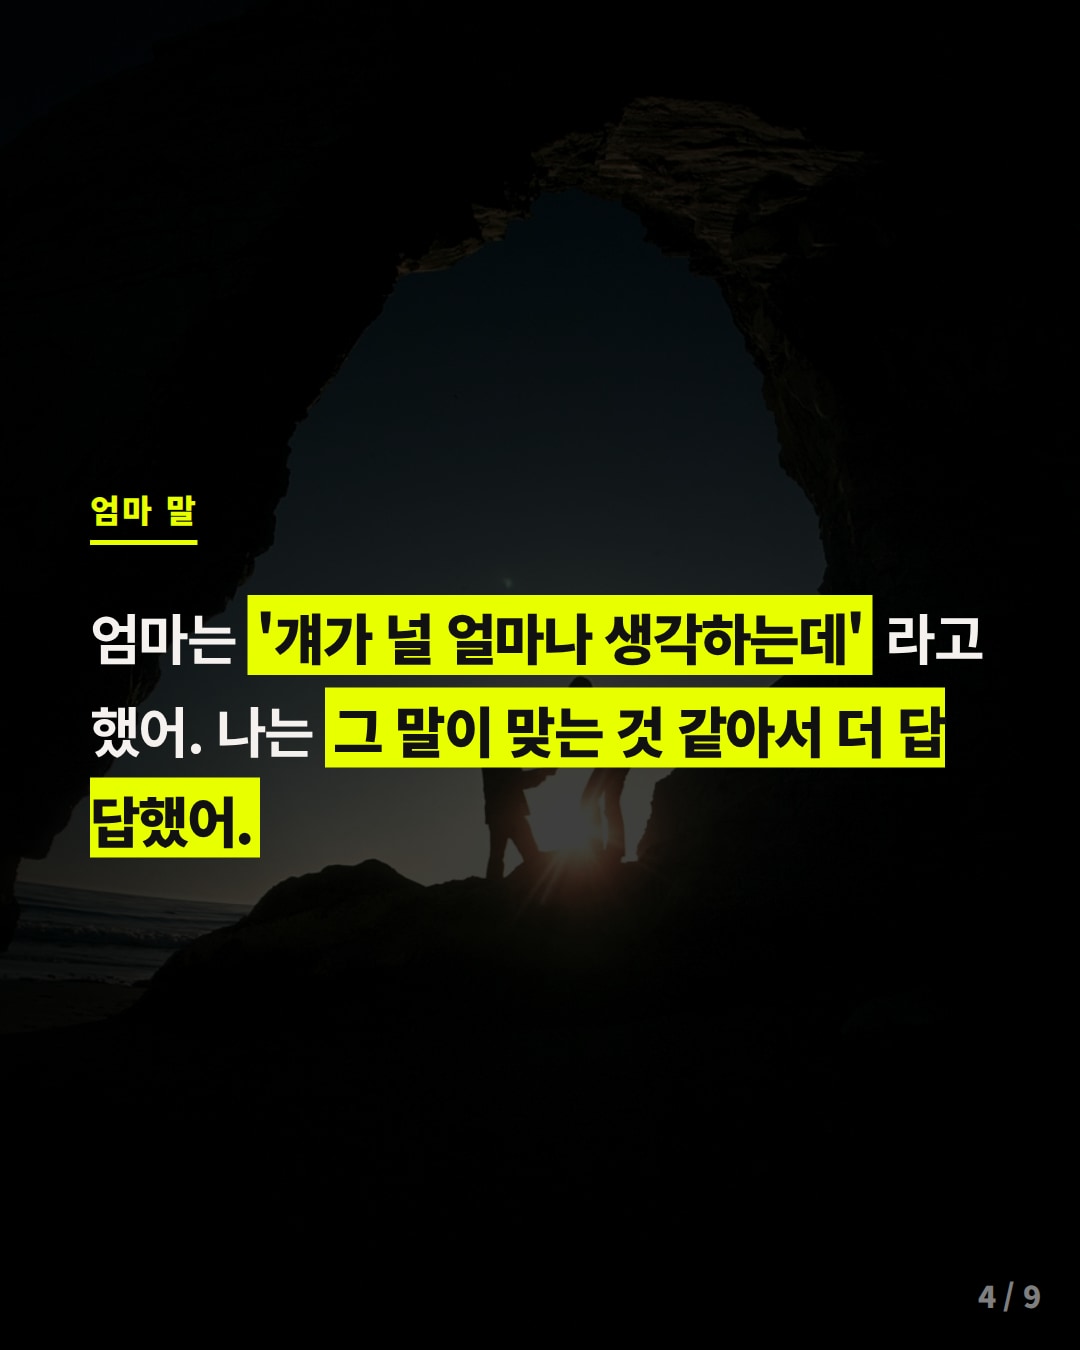 엄마 말
엄마는 '걔가 널 얼마나 생각하는데' 라고
했어. 나는 그 말이 맞는 것 같아서 더 답
답했어.
4 / 9